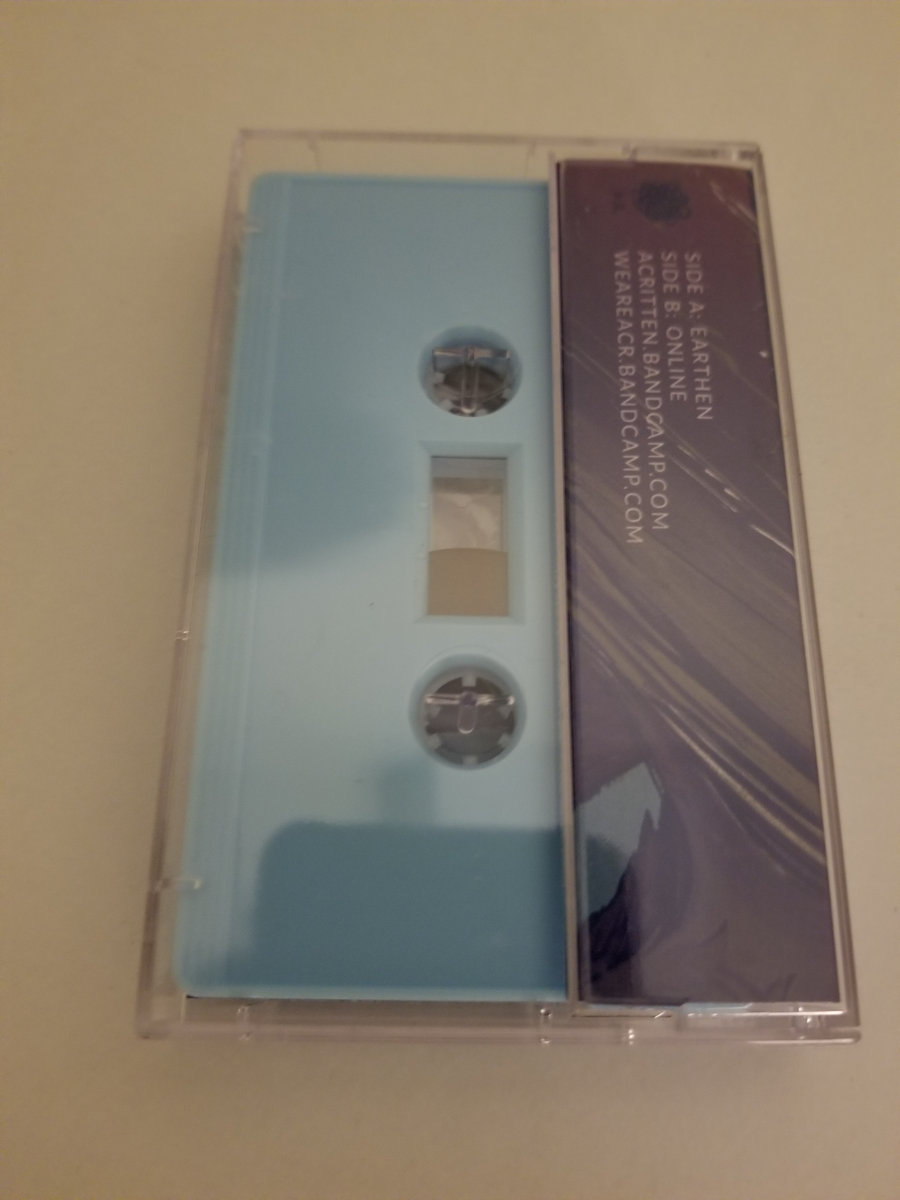 SIDE A: EARTHEN
SIDE B: ONLINE
ACRITTEN.BANDCAMP.COM
WEAREACR.BANDCAMP.COM